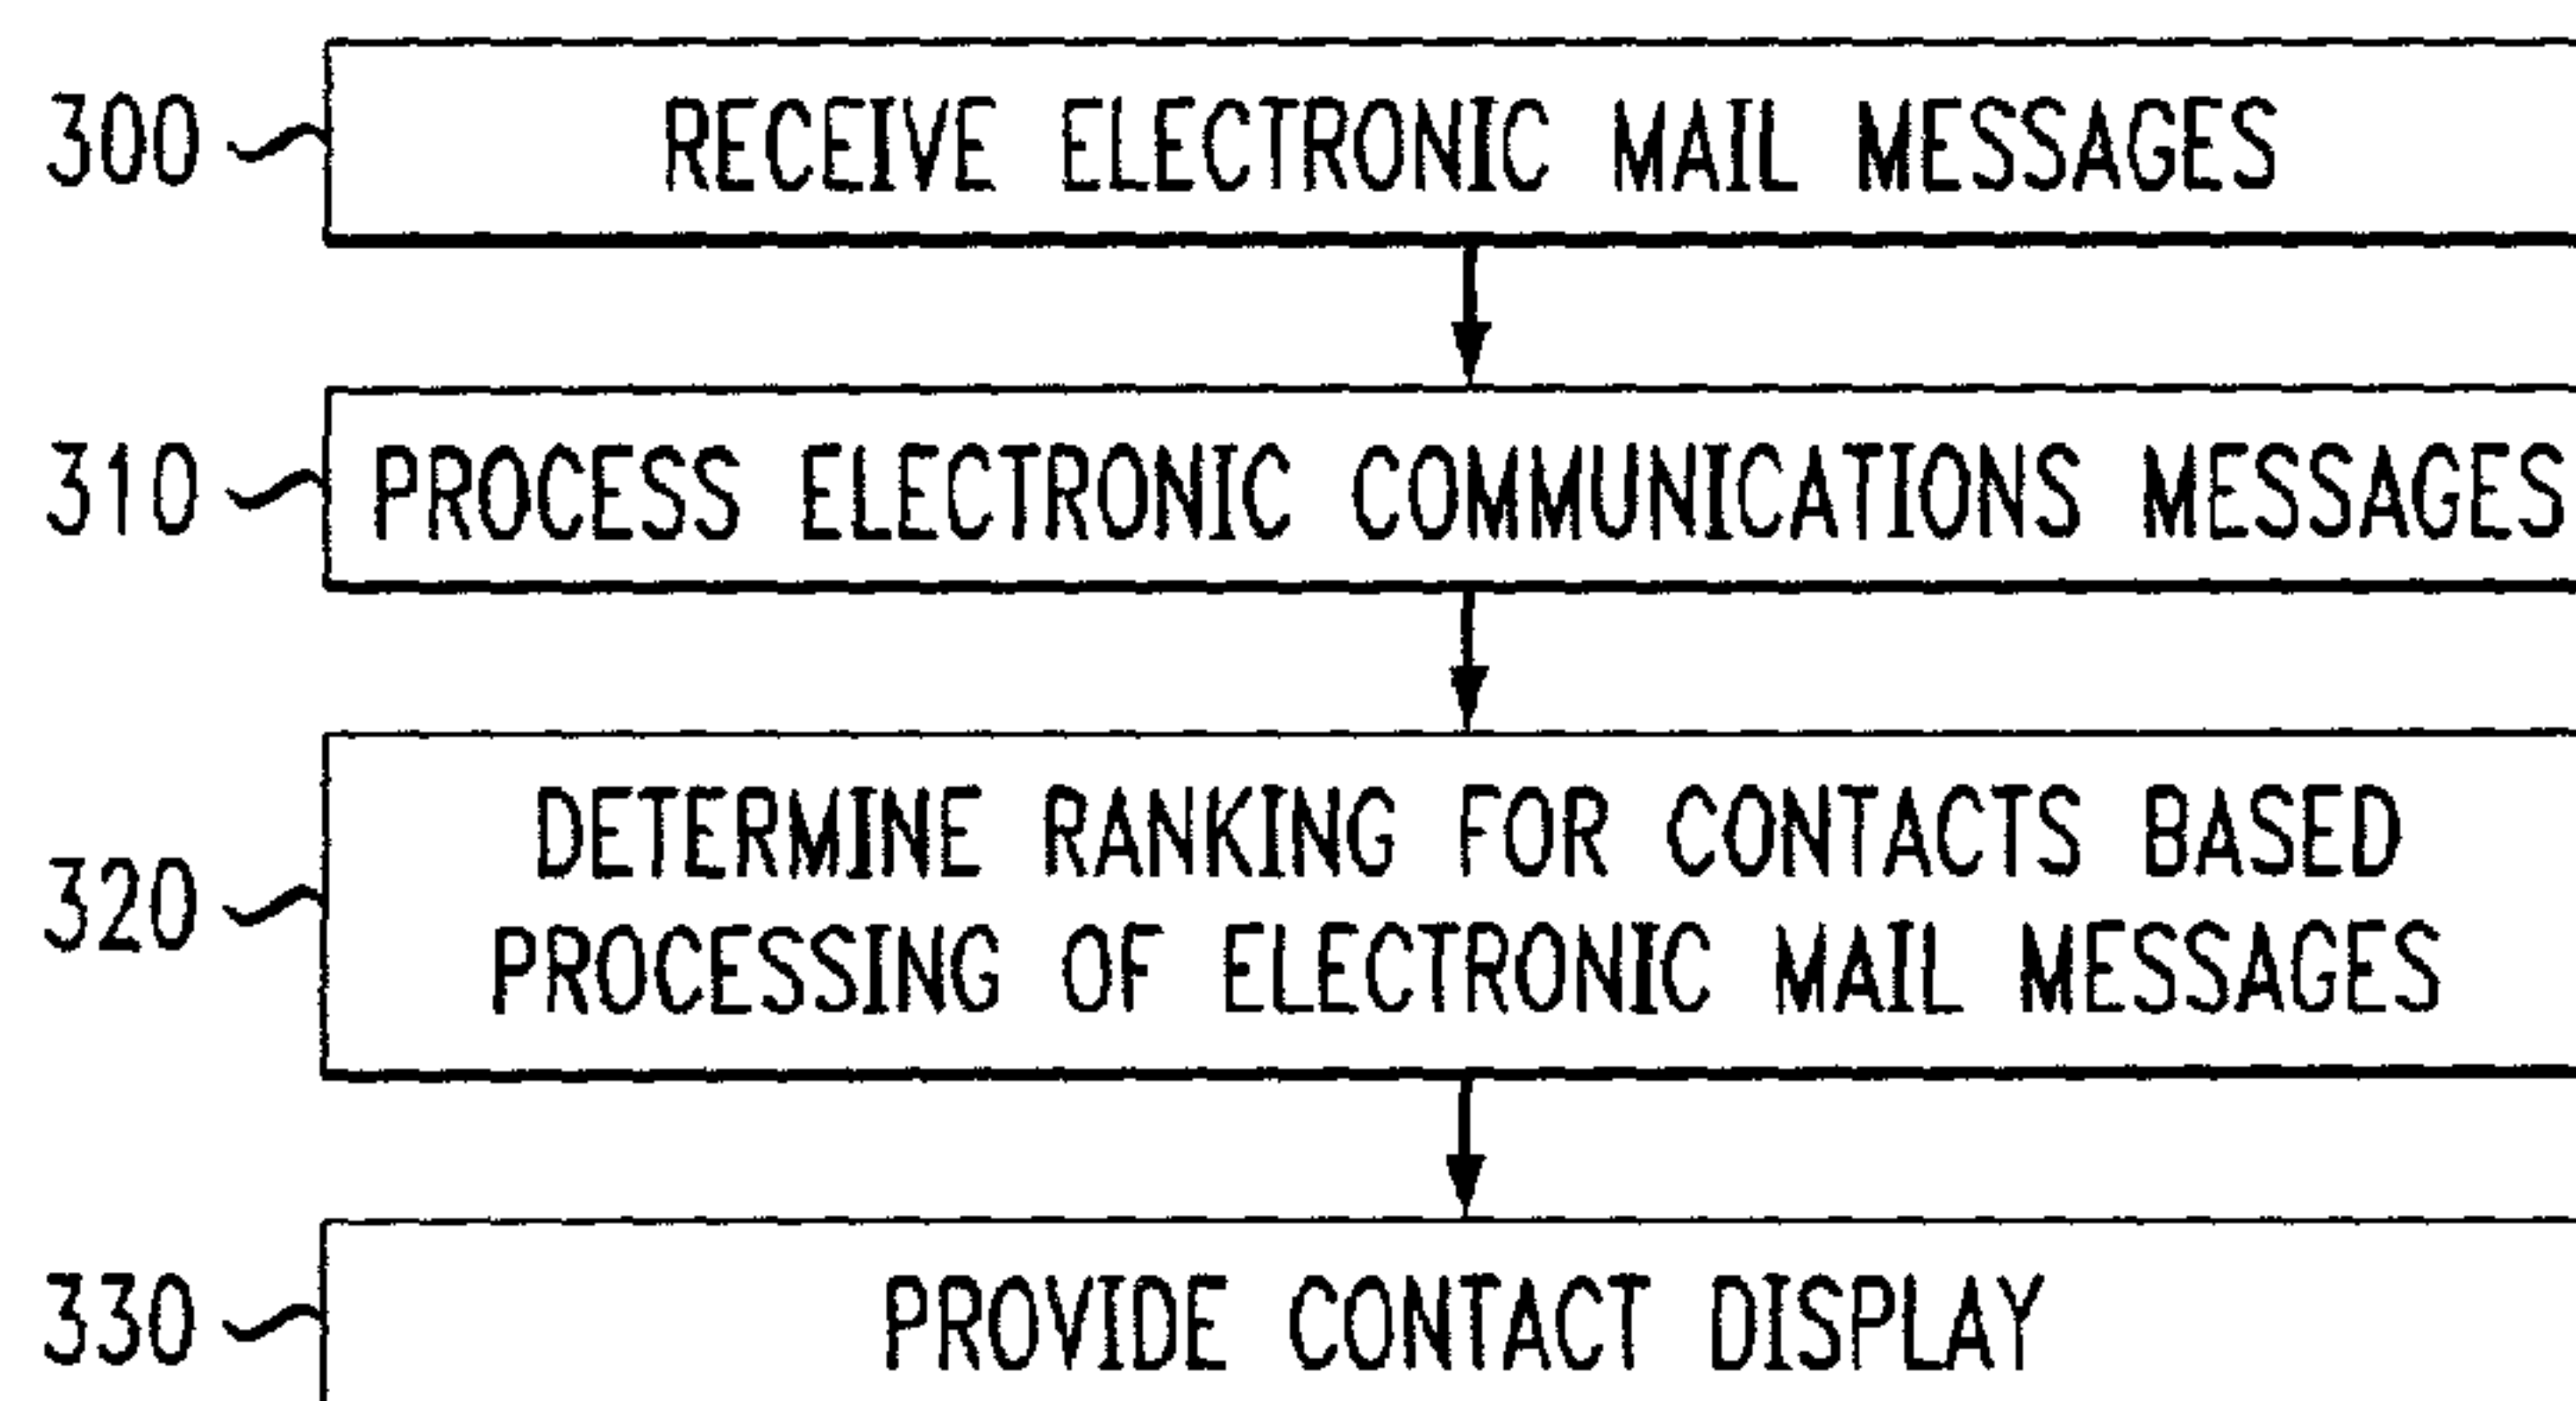 300 RECEIVE ELECTRONIC MAIL MESSAGES
310 PROCESS ELECTRONIC COMMUNICATIONS MESSAGES
DETERMINE RANKING FOR CONTACTS BASED
320 PROCESSING OF ELECTRONIC MAIL MESSAGES
330 PROVIDE CONTACT DISPLAY